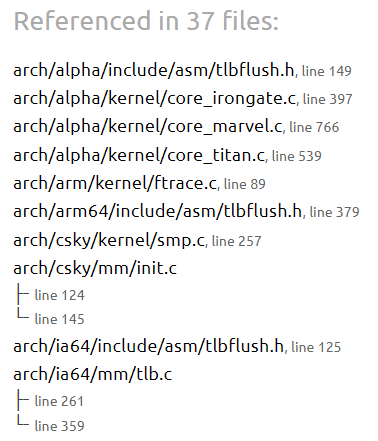 Referenced in 37 files:
arch/alpha/include/asm/tlbflush.h, line 149
arch/alpha/kernel/core_irongate.c, line 397
arch/alpha/kernel/core_marvel.c, line 766
arch/alpha/kernel/core_titan.c, line 539
arch/arm/kernel/ftrace.c, line 89
arch/arm64/include/asm/tlbflush.h, line 379
arch/csky/kernel/smp.c, line 257
arch/csky/mm/init.c
line 124
line 145
arch/ia64/include/asm/tlbflush.h, line 125
arch/ia64/mm/tlb.c
line 261
line 359